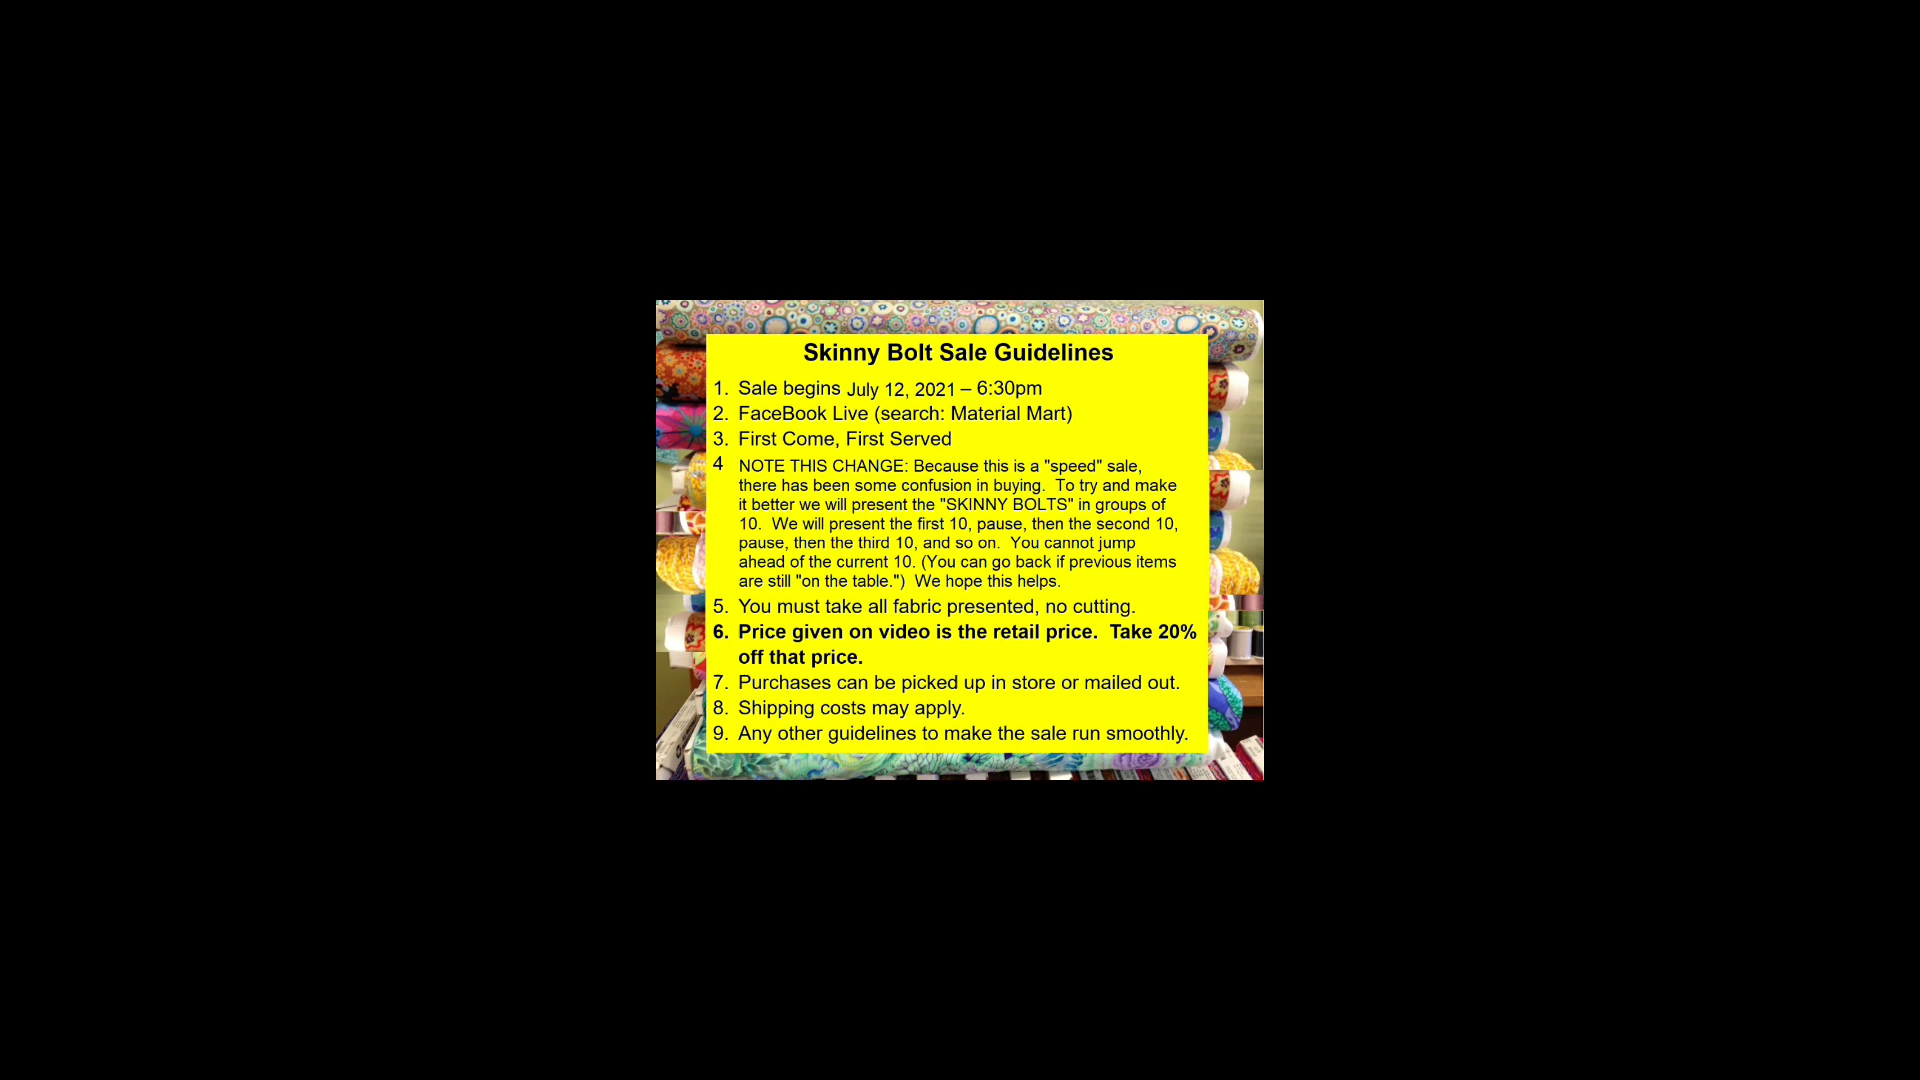 Skinny Bolt Sale Guidelines
1. Sale begins July 12, 2021 – 6:30pm
2. FaceBook Live (search: Material Mart)
3. First Come, First Served
4 NOTE THIS CHANGE: Because this is a "speed" sale,
there has been some confusion in buying. To try and make
it better we will present the "SKINNY BOLTS" in groups of
10. We will present the first 10, pause, then the second 10,
pause, then the third 10, and so on. You cannot jump
ahead of the current 10. (You can go back if previous items
are still "on the table.") We hope this helps.
5. You must take all fabric presented, no cutting.
6. Price given on video is the retail price. Take 20%
off that price.
7. Purchases can be picked up in store or mailed out.
8. Shipping costs may apply.
9. Any other guidelines to make the sale run smoothly.